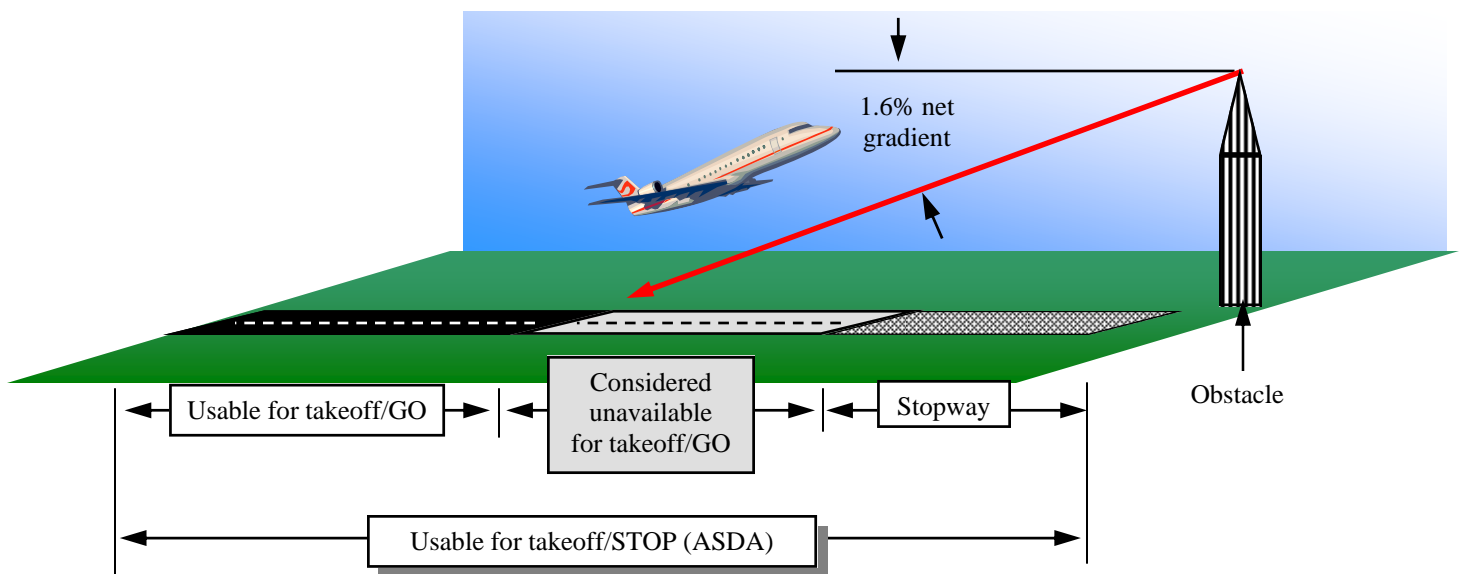 1.6% net
gradient
Usable for takeoff/GO
Considered
unavailable
for takeoff/GO
Stopway
Obstacle
Usable for takeoff/STOP (ASDA)